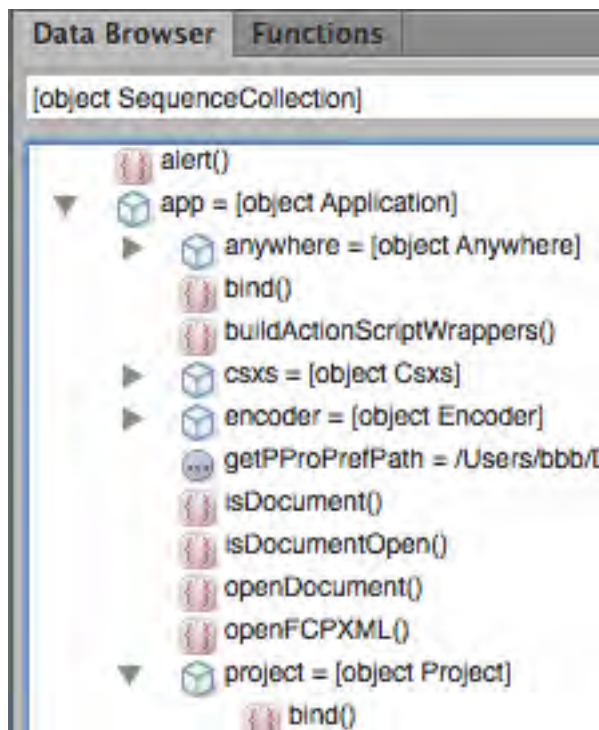 Data Browser Functions
[object SequenceCollection]
alert()
app = [object Application]
anywhere = [object Anywhere]
bind()
buildActionScriptWrappers()
csxs = [object Csxs]
encoder = [object Encoder]
getPProPrefPath = /Users/bbb/D
isDocument()
isDocumentOpen()
openDocument()
openFCPXML()
project = [object Project]
bind()